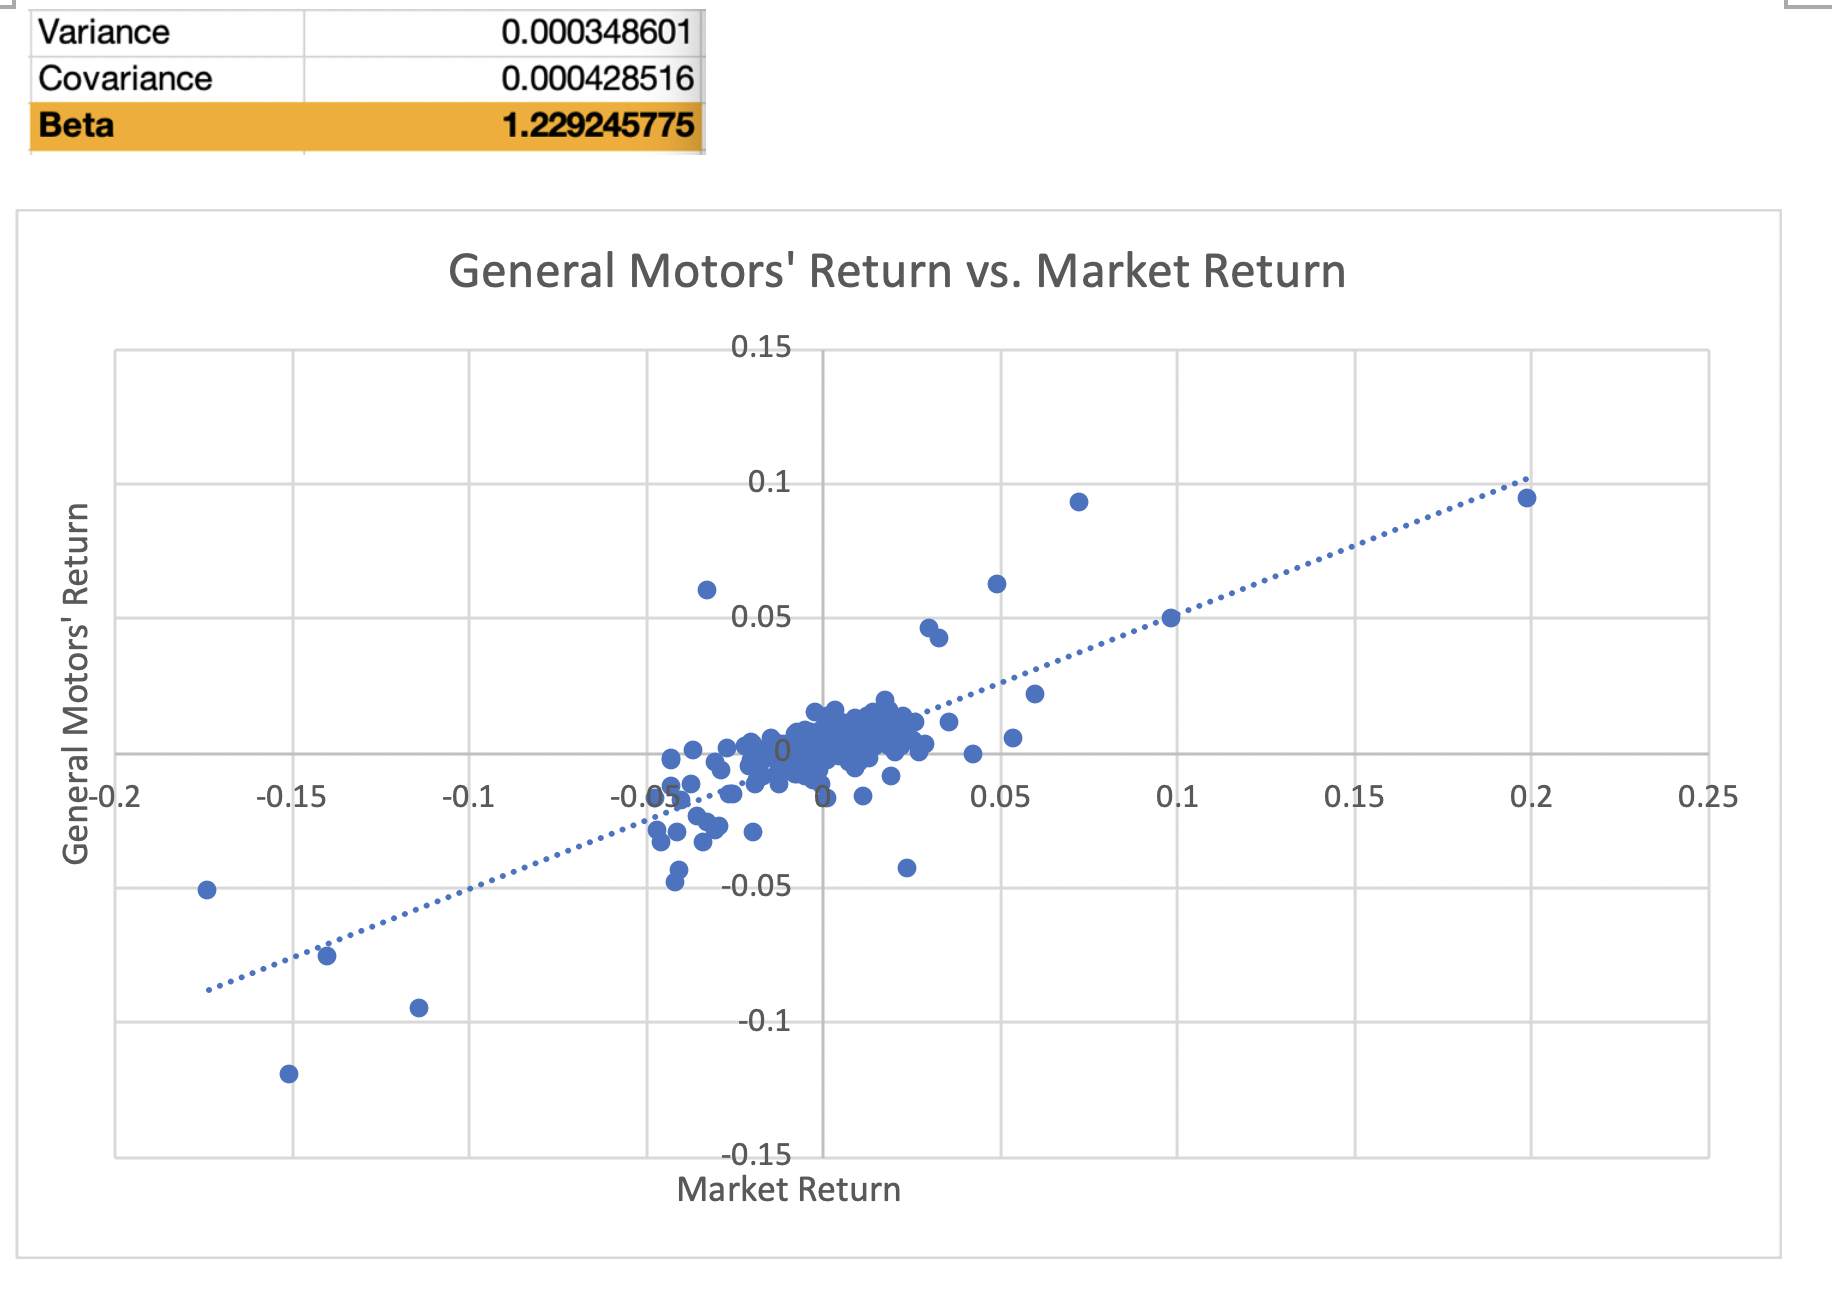 Variance 0.000348601
Covariance 0.000428516
Beta 1.229245775
General Motors' Return vs. Market Return
0.15
0.1
0.05
0
-0.2 -0.15 -0.1 -0.05 0 0.05 0.1 0.15 0.2 0.25
-0.05
-0.1
-0.15
General Motors' Return
Market Return